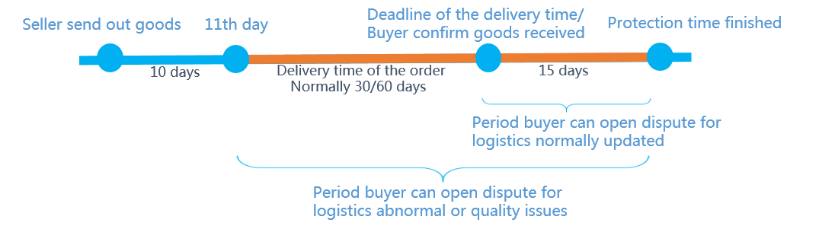 Seller send out goods
11th day
Deadline of the delivery time/
Buyer confirm goods received
Protection time finished
10 days
Delivery time of the order
Normally 30/60 days
15 days
Period buyer can open dispute for
logistics normally updated
Period buyer can open dispute for
logistics abnormal or quality issues